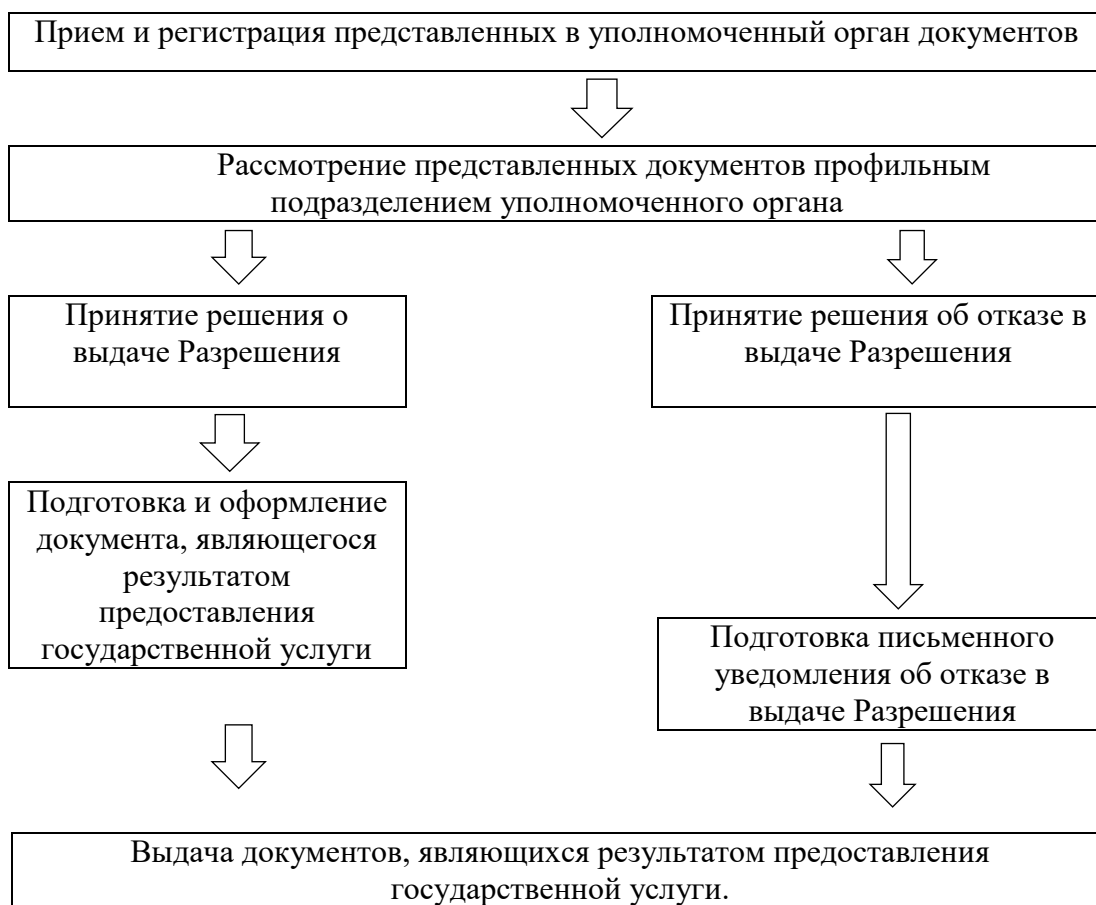 Прием и регистрация представленных в уполномоченный орган документов
Рассмотрение представленных документов профильным
подразделением уполномоченного органа
Принятие решения о
выдаче Разрешения
Принятие решения об отказе в
выдаче Разрешения
Подготовка и оформление
документа, являющегося
результатом
предоставления
государственной услуги
Подготовка письменного
уведомления об отказе в
выдаче Разрешения
Выдача документов, являющихся результатом предоставления
государственной услуги.